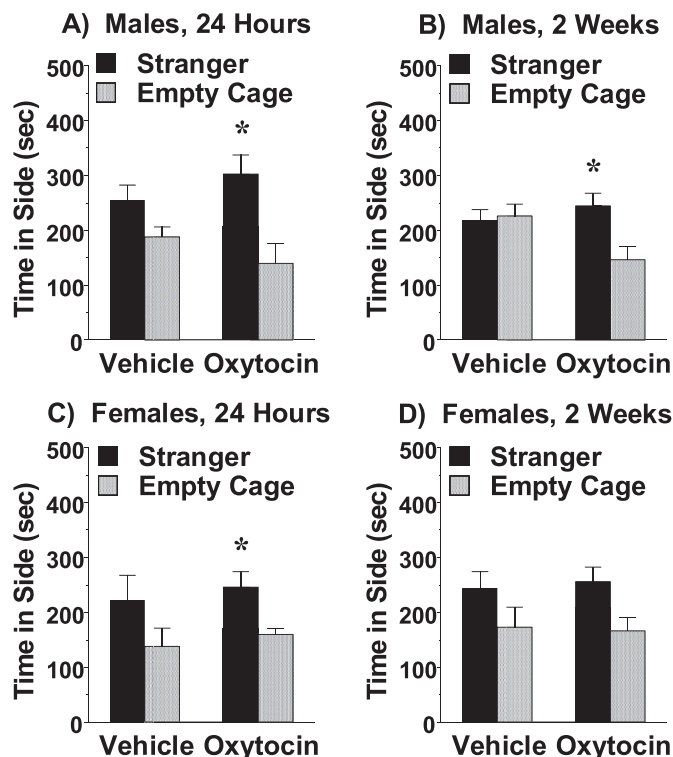 A) Males, 24 Hours
Stranger
Empty Cage
Time in Side (sec)
500
400
300
200
100
0
*
Vehicle Oxytocin
B) Males, 2 Weeks
Stranger
Empty Cage
Time in Side (sec)
500
400
300
200
100
0
*
Vehicle Oxytocin
C) Females, 24 Hours
Stranger
Empty Cage
Time in Side (sec)
500
400
300
200
100
0
*
Vehicle Oxytocin
D) Females, 2 Weeks
Stranger
Empty Cage
Time in Side (sec)
500
400
300
200
100
0
Vehicle Oxytocin